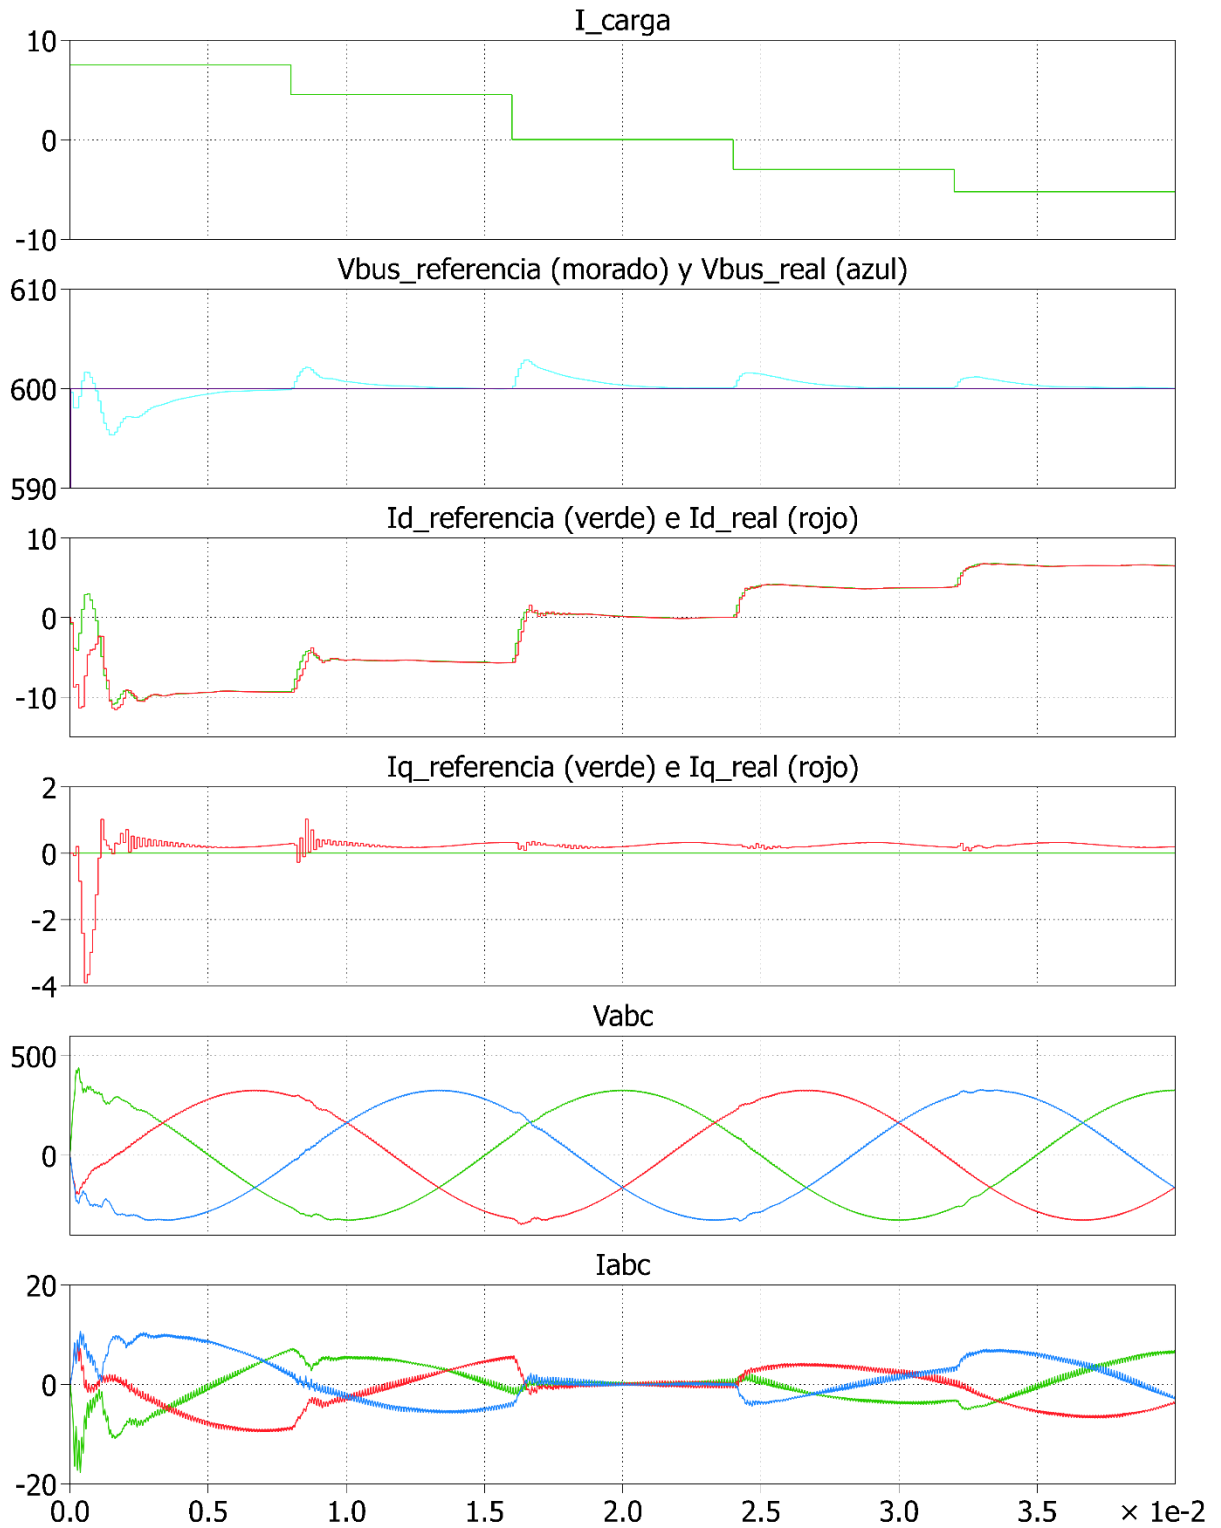 I_carga
10
0
-10
Vbus_referencia (morado) y Vbus_real (azul)
610
600
590
Id_referencia (verde) e Id_real (rojo)
10
0
-10
Iq_referencia (verde) e Iq_real (rojo)
2
0
-2
-4
Vabc
500
0
Iabc
20
0
-20
0.0 0.5 1.0 1.5 2.0 2.5 3.0 3.5 × 1e-2